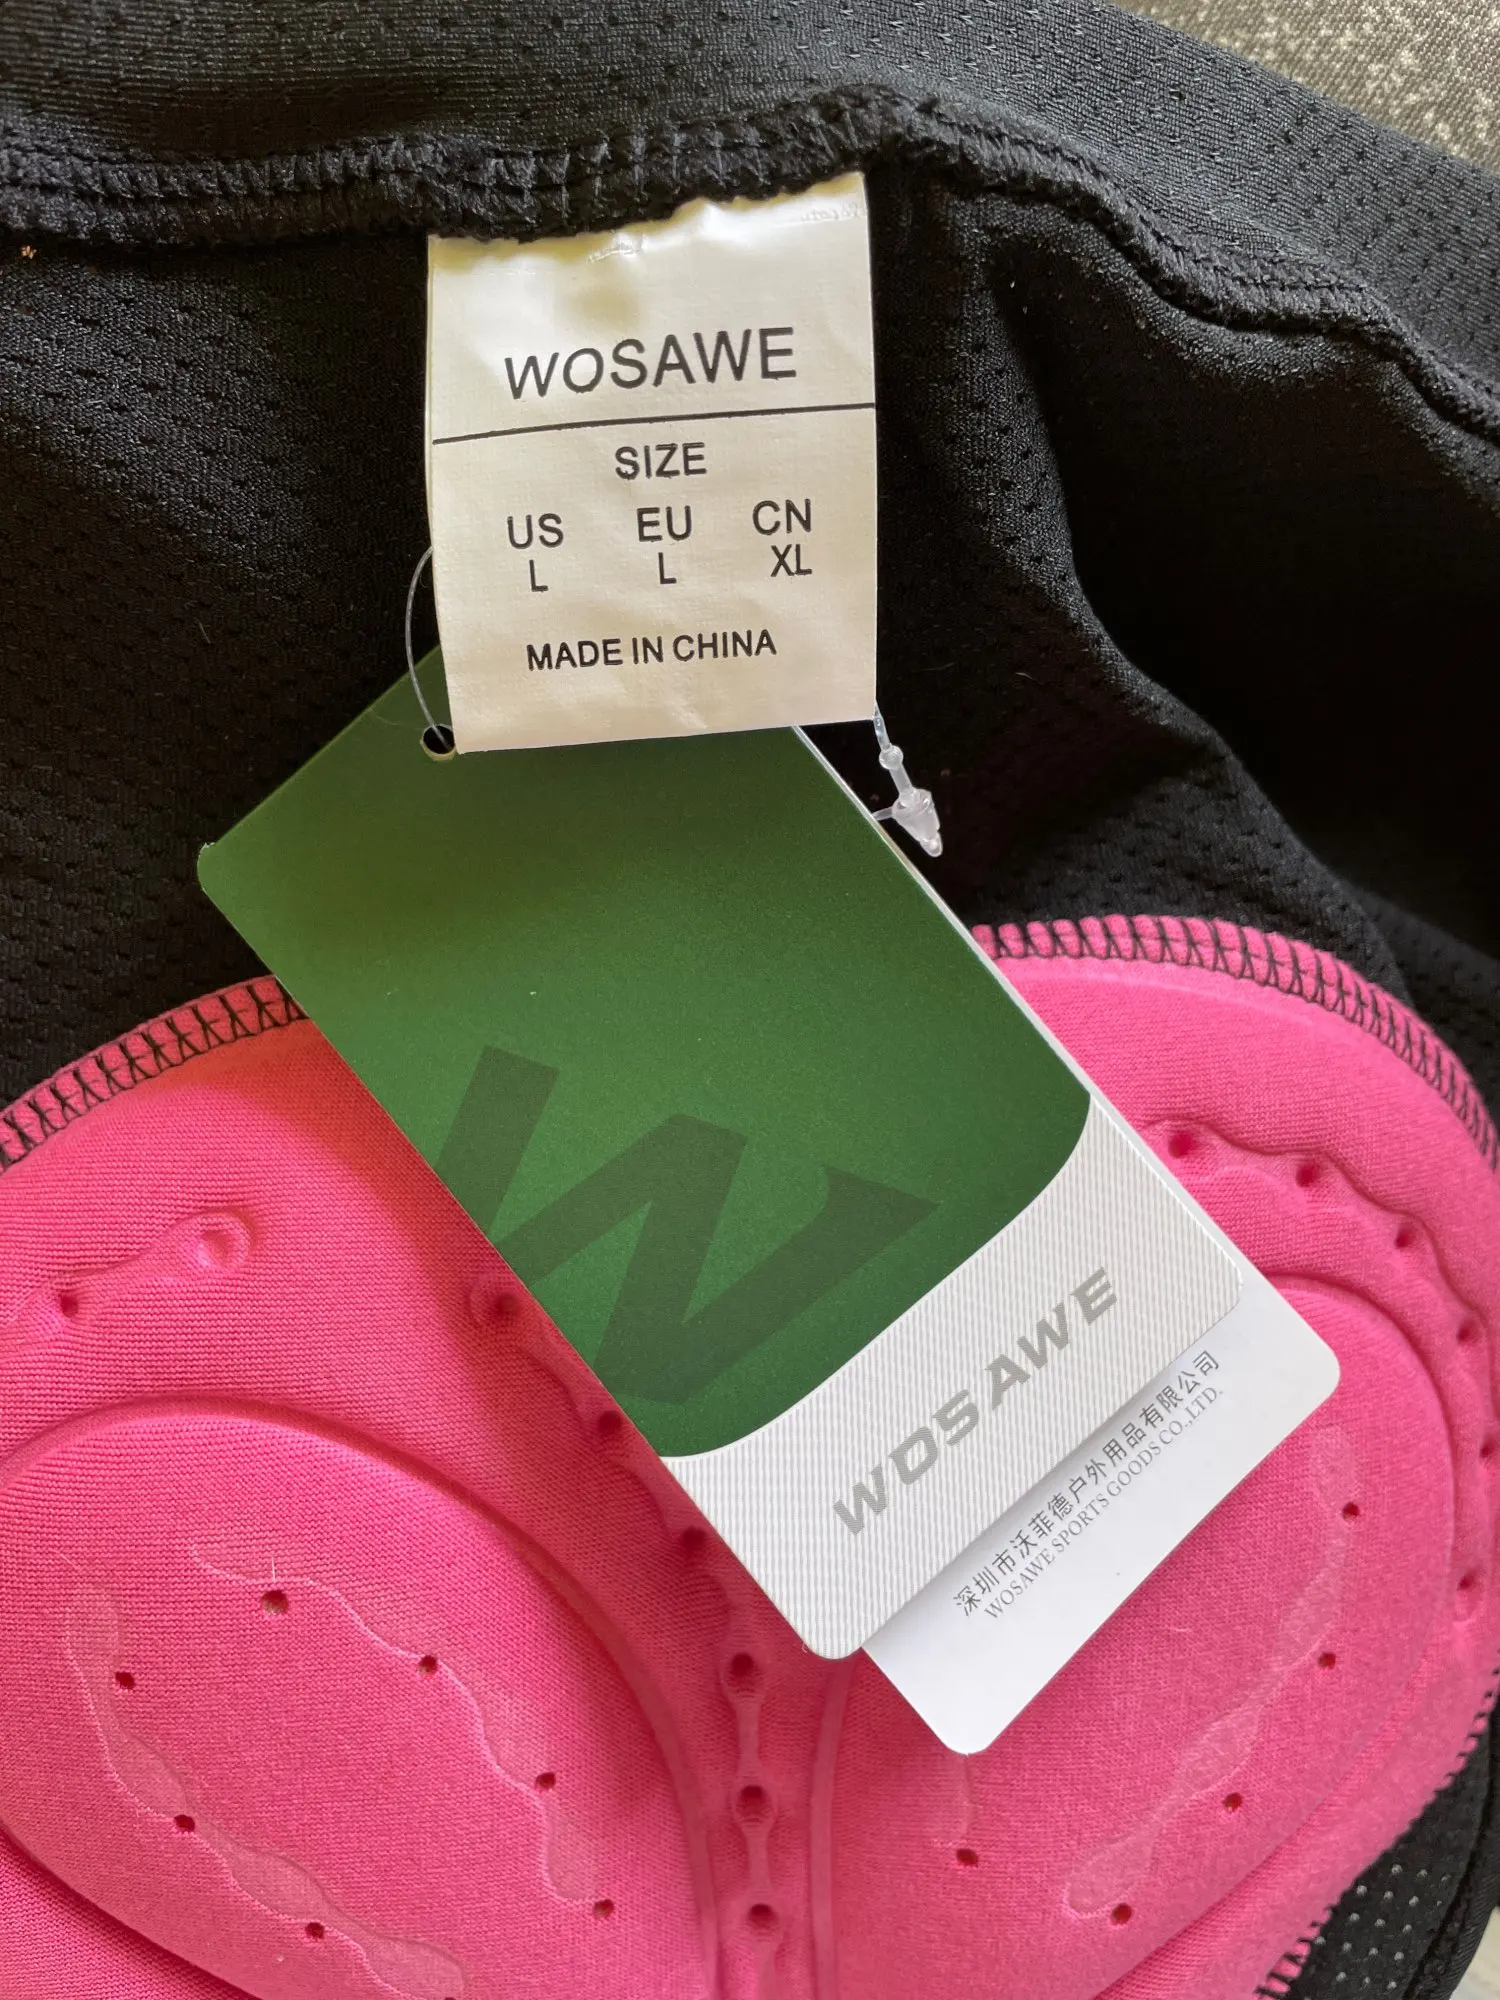 WOSAWE
SIZE
US EU CN
L L XL
MADE IN CHINA
WOSAWE
深圳市沃菲德户外用品有限公司
WOSAWE SPORTS GOODS CO.,LTD.